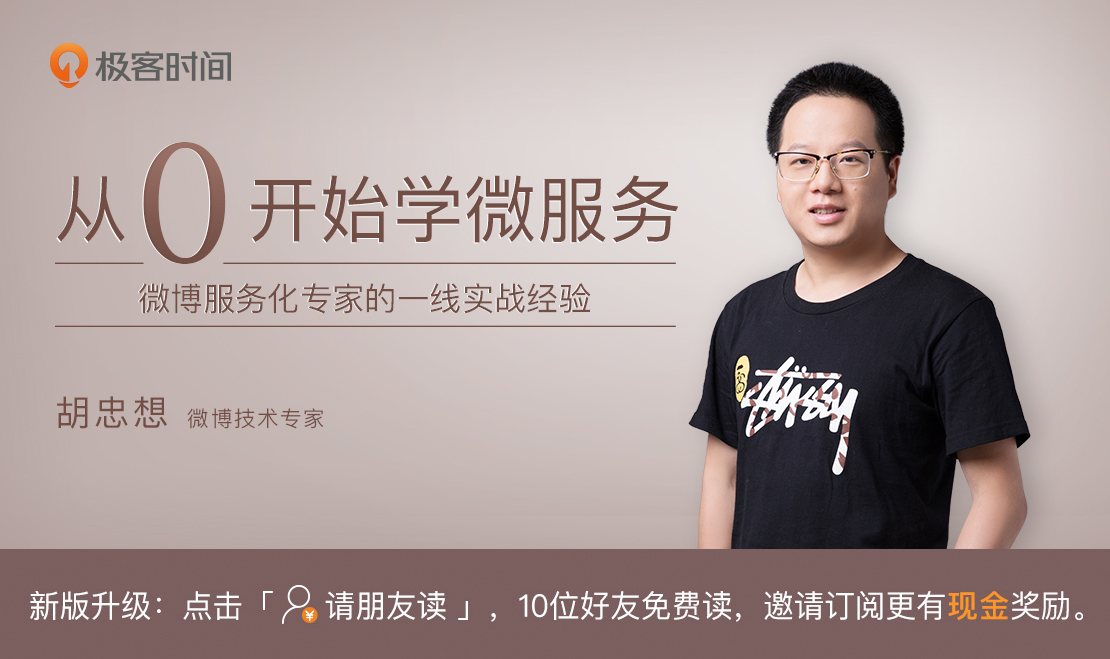 极客时间
从0开始学微服务
微博服务化专家的一线实战经验
胡忠想 微博技术专家
Stüssy
新版升级：点击「 ¥ 请朋友读 」，10位好友免费读，邀请订阅更有现金奖励。